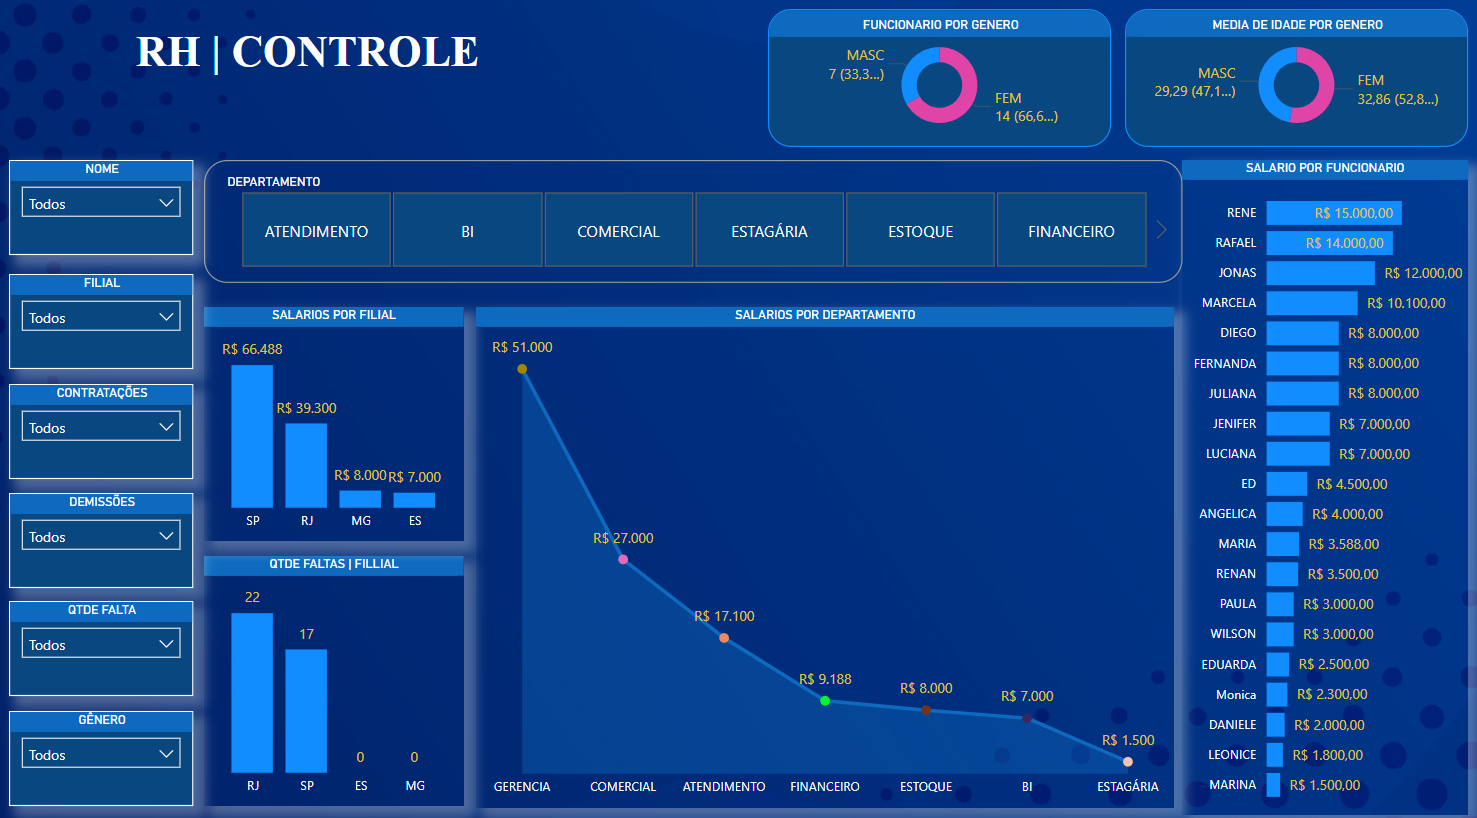 RH | CONTROLE
FUNCIONARIO POR GENERO
MASC
7 (33,3...)
FEM
14 (66,6...)
MEDIA DE IDADE POR GENERO
MASC
29,29 (47,1...)
FEM
32,86 (52,8...)
NOME
Todos
FILIAL
Todos
CONTRATAÇÕES
Todos
DEMISSÕES
Todos
QTDE FALTA
Todos
GÊNERO
Todos
DEPARTAMENTO
ATENDIMENTO
BI
COMERCIAL
ESTAGÁRIA
ESTOQUE
FINANCEIRO
SALARIOS POR FILIAL
R$ 66.488
R$ 39.300
R$ 8.000
R$ 7.000
SP
RJ
MG
ES
QTDE FALTAS | FILLIAL
22
17
0
0
RJ
SP
ES
MG
SALARIOS POR DEPARTAMENTO
R$ 51.000
R$ 27.000
R$ 17.100
R$ 9.188
R$ 8.000
R$ 7.000
R$ 1.500
GERENCIA
COMERCIAL
ATENDIMENTO
FINANCEIRO
ESTOQUE
BI
ESTAGÁRIA
SALARIO POR FUNCIONARIO
RENE R$ 15.000,00
RAFAEL R$ 14.000,00
JONAS R$ 12.000,00
MARCELA R$ 10.100,00
DIEGO R$ 8.000,00
FERNANDA R$ 8.000,00
JULIANA R$ 8.000,00
JENIFER R$ 7.000,00
LUCIANA R$ 7.000,00
ED R$ 4.500,00
ANGELICA R$ 4.000,00
MARIA R$ 3.588,00
RENAN R$ 3.500,00
PAULA R$ 3.000,00
WILSON R$ 3.000,00
EDUARDA R$ 2.500,00
Monica R$ 2.300,00
DANIELE R$ 2.000,00
LEONICE R$ 1.800,00
MARINA R$ 1.500,00